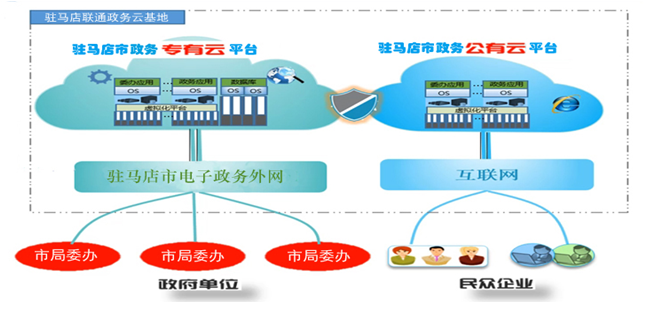 驻马店联通政务云基地
驻马店市政务 专有云 平台
驻马店市政务 公有云 平台
委办应用 政务应用 数据库
OS OS OS OS
虚拟化平台
委办应用 政务应用
OS OS
虚拟化平台
驻马店市电子政务外网
互联网
市局委办 市局委办 市局委办
政府单位
民众企业